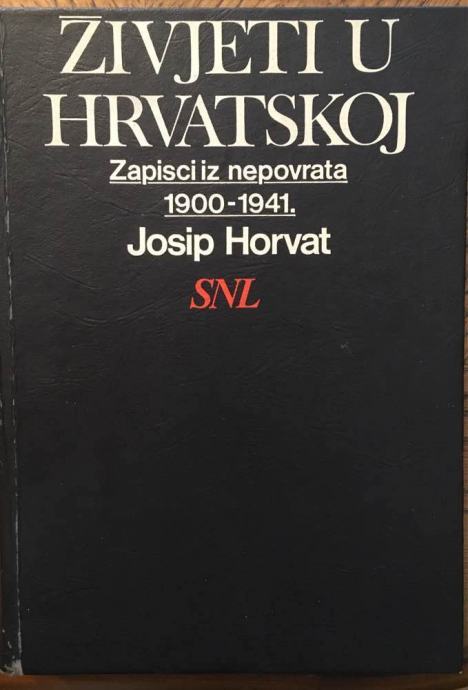 ŽIVJETI U
HRVATSKOJ
Zapisci iz nepovrata
1900-1941.
Josip Horvat
SNL